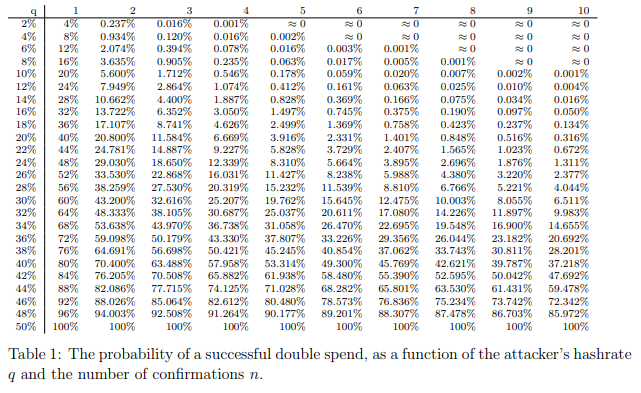 q 1 2 3 4 5 6 7 8 9 10
2% 4% 0.237% 0.016% 0.001% ≈ 0 ≈ 0 ≈ 0 ≈ 0 ≈ 0 ≈ 0
4% 8% 0.934% 0.120% 0.016% 0.002% ≈ 0 ≈ 0 ≈ 0 ≈ 0 ≈ 0
6% 12% 2.074% 0.394% 0.078% 0.016% 0.003% 0.001% ≈ 0 ≈ 0 ≈ 0
8% 16% 3.635% 0.905% 0.235% 0.063% 0.017% 0.005% 0.001% ≈ 0 ≈ 0
10% 20% 5.600% 1.712% 0.546% 0.178% 0.059% 0.020% 0.007% 0.002% 0.001%
12% 24% 7.949% 2.864% 1.074% 0.412% 0.161% 0.063% 0.025% 0.010% 0.004%
14% 28% 10.662% 4.400% 1.887% 0.828% 0.369% 0.166% 0.075% 0.034% 0.016%
16% 32% 13.722% 6.352% 3.050% 1.497% 0.745% 0.375% 0.190% 0.097% 0.050%
18% 36% 17.107% 8.741% 4.626% 2.499% 1.369% 0.758% 0.423% 0.237% 0.134%
20% 40% 20.800% 11.584% 6.669% 3.916% 2.331% 1.401% 0.848% 0.516% 0.316%
22% 44% 24.781% 14.887% 9.227% 5.828% 3.729% 2.407% 1.565% 1.023% 0.672%
24% 48% 29.030% 18.650% 12.339% 8.310% 5.664% 3.895% 2.696% 1.876% 1.311%
26% 52% 33.530% 22.868% 16.031% 11.427% 8.238% 5.988% 4.380% 3.220% 2.377%
28% 56% 38.259% 27.530% 20.319% 15.232% 11.539% 8.810% 6.766% 5.221% 4.044%
30% 60% 43.200% 32.616% 25.207% 19.762% 15.645% 12.475% 10.003% 8.055% 6.511%
32% 64% 48.333% 38.105% 30.687% 25.037% 20.611% 17.080% 14.226% 11.897% 9.983%
34% 68% 53.638% 43.970% 36.738% 31.058% 26.470% 22.695% 19.548% 16.900% 14.655%
36% 72% 59.098% 50.179% 43.330% 37.807% 33.226% 29.356% 26.044% 23.182% 20.692%
38% 76% 64.691% 56.698% 50.421% 45.245% 40.854% 37.062% 33.743% 30.811% 28.201%
40% 80% 70.400% 63.488% 57.958% 53.314% 49.300% 45.769% 42.621% 39.787% 37.218%
42% 84% 76.205% 70.508% 65.882% 61.938% 58.480% 55.390% 52.595% 50.042% 47.692%
44% 88% 82.086% 77.715% 74.125% 71.028% 68.282% 65.801% 63.530% 61.431% 59.478%
46% 92% 88.026% 85.064% 82.612% 80.480% 78.573% 76.836% 75.234% 73.742% 72.342%
48% 96% 94.003% 92.508% 91.264% 90.177% 89.201% 88.307% 87.478% 86.703% 85.972%
50% 100% 100% 100% 100% 100% 100% 100% 100% 100% 100%
Table 1: The probability of a successful double spend, as a function of the attacker's hashrate
q and the number of confirmations n.